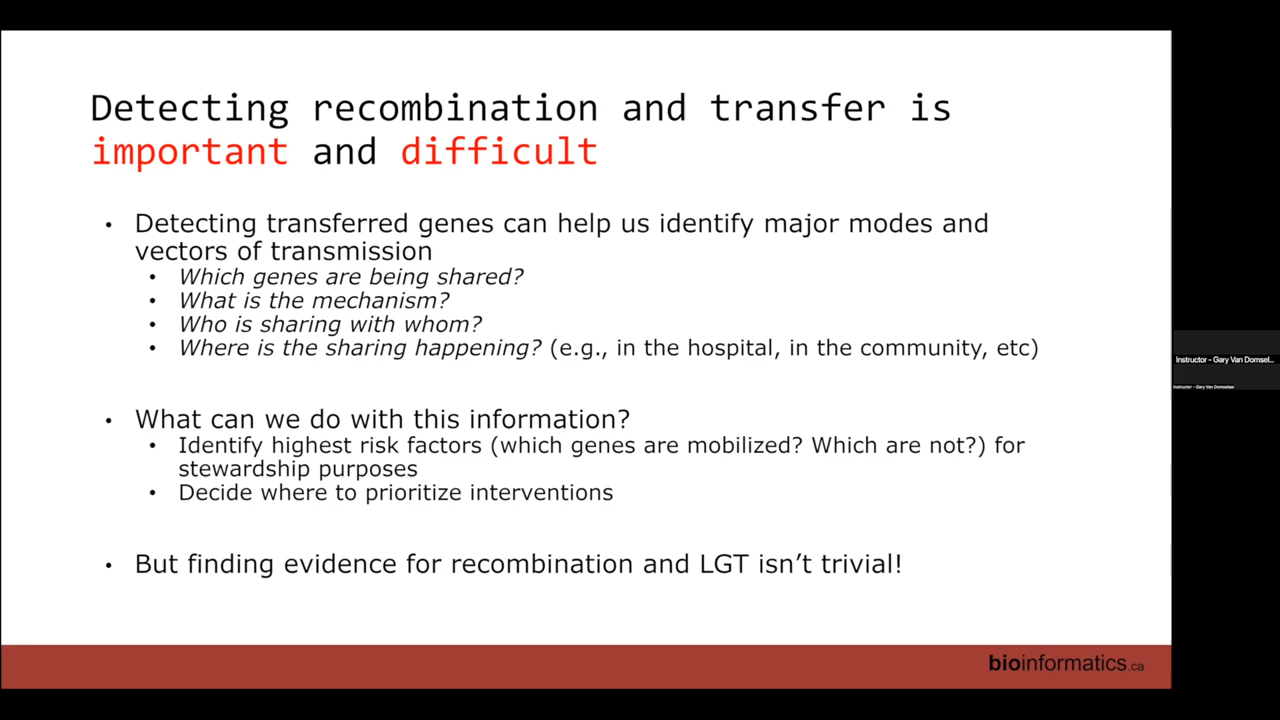 Detecting recombination and transfer is
important and difficult
• Detecting transferred genes can help us identify major modes and
vectors of transmission
• Which genes are being shared?
• What is the mechanism?
• Who is sharing with whom?
• Where is the sharing happening? (e.g., in the hospital, in the community, etc)
• What can we do with this information?
• Identify highest risk factors (which genes are mobilized? Which are not?) for
stewardship purposes
• Decide where to prioritize interventions
• But finding evidence for recombination and LGT isn’t trivial!
bioinformatics.ca
Instructor - Gary Van Domsel...
Instructor - Gary Van Domselaar